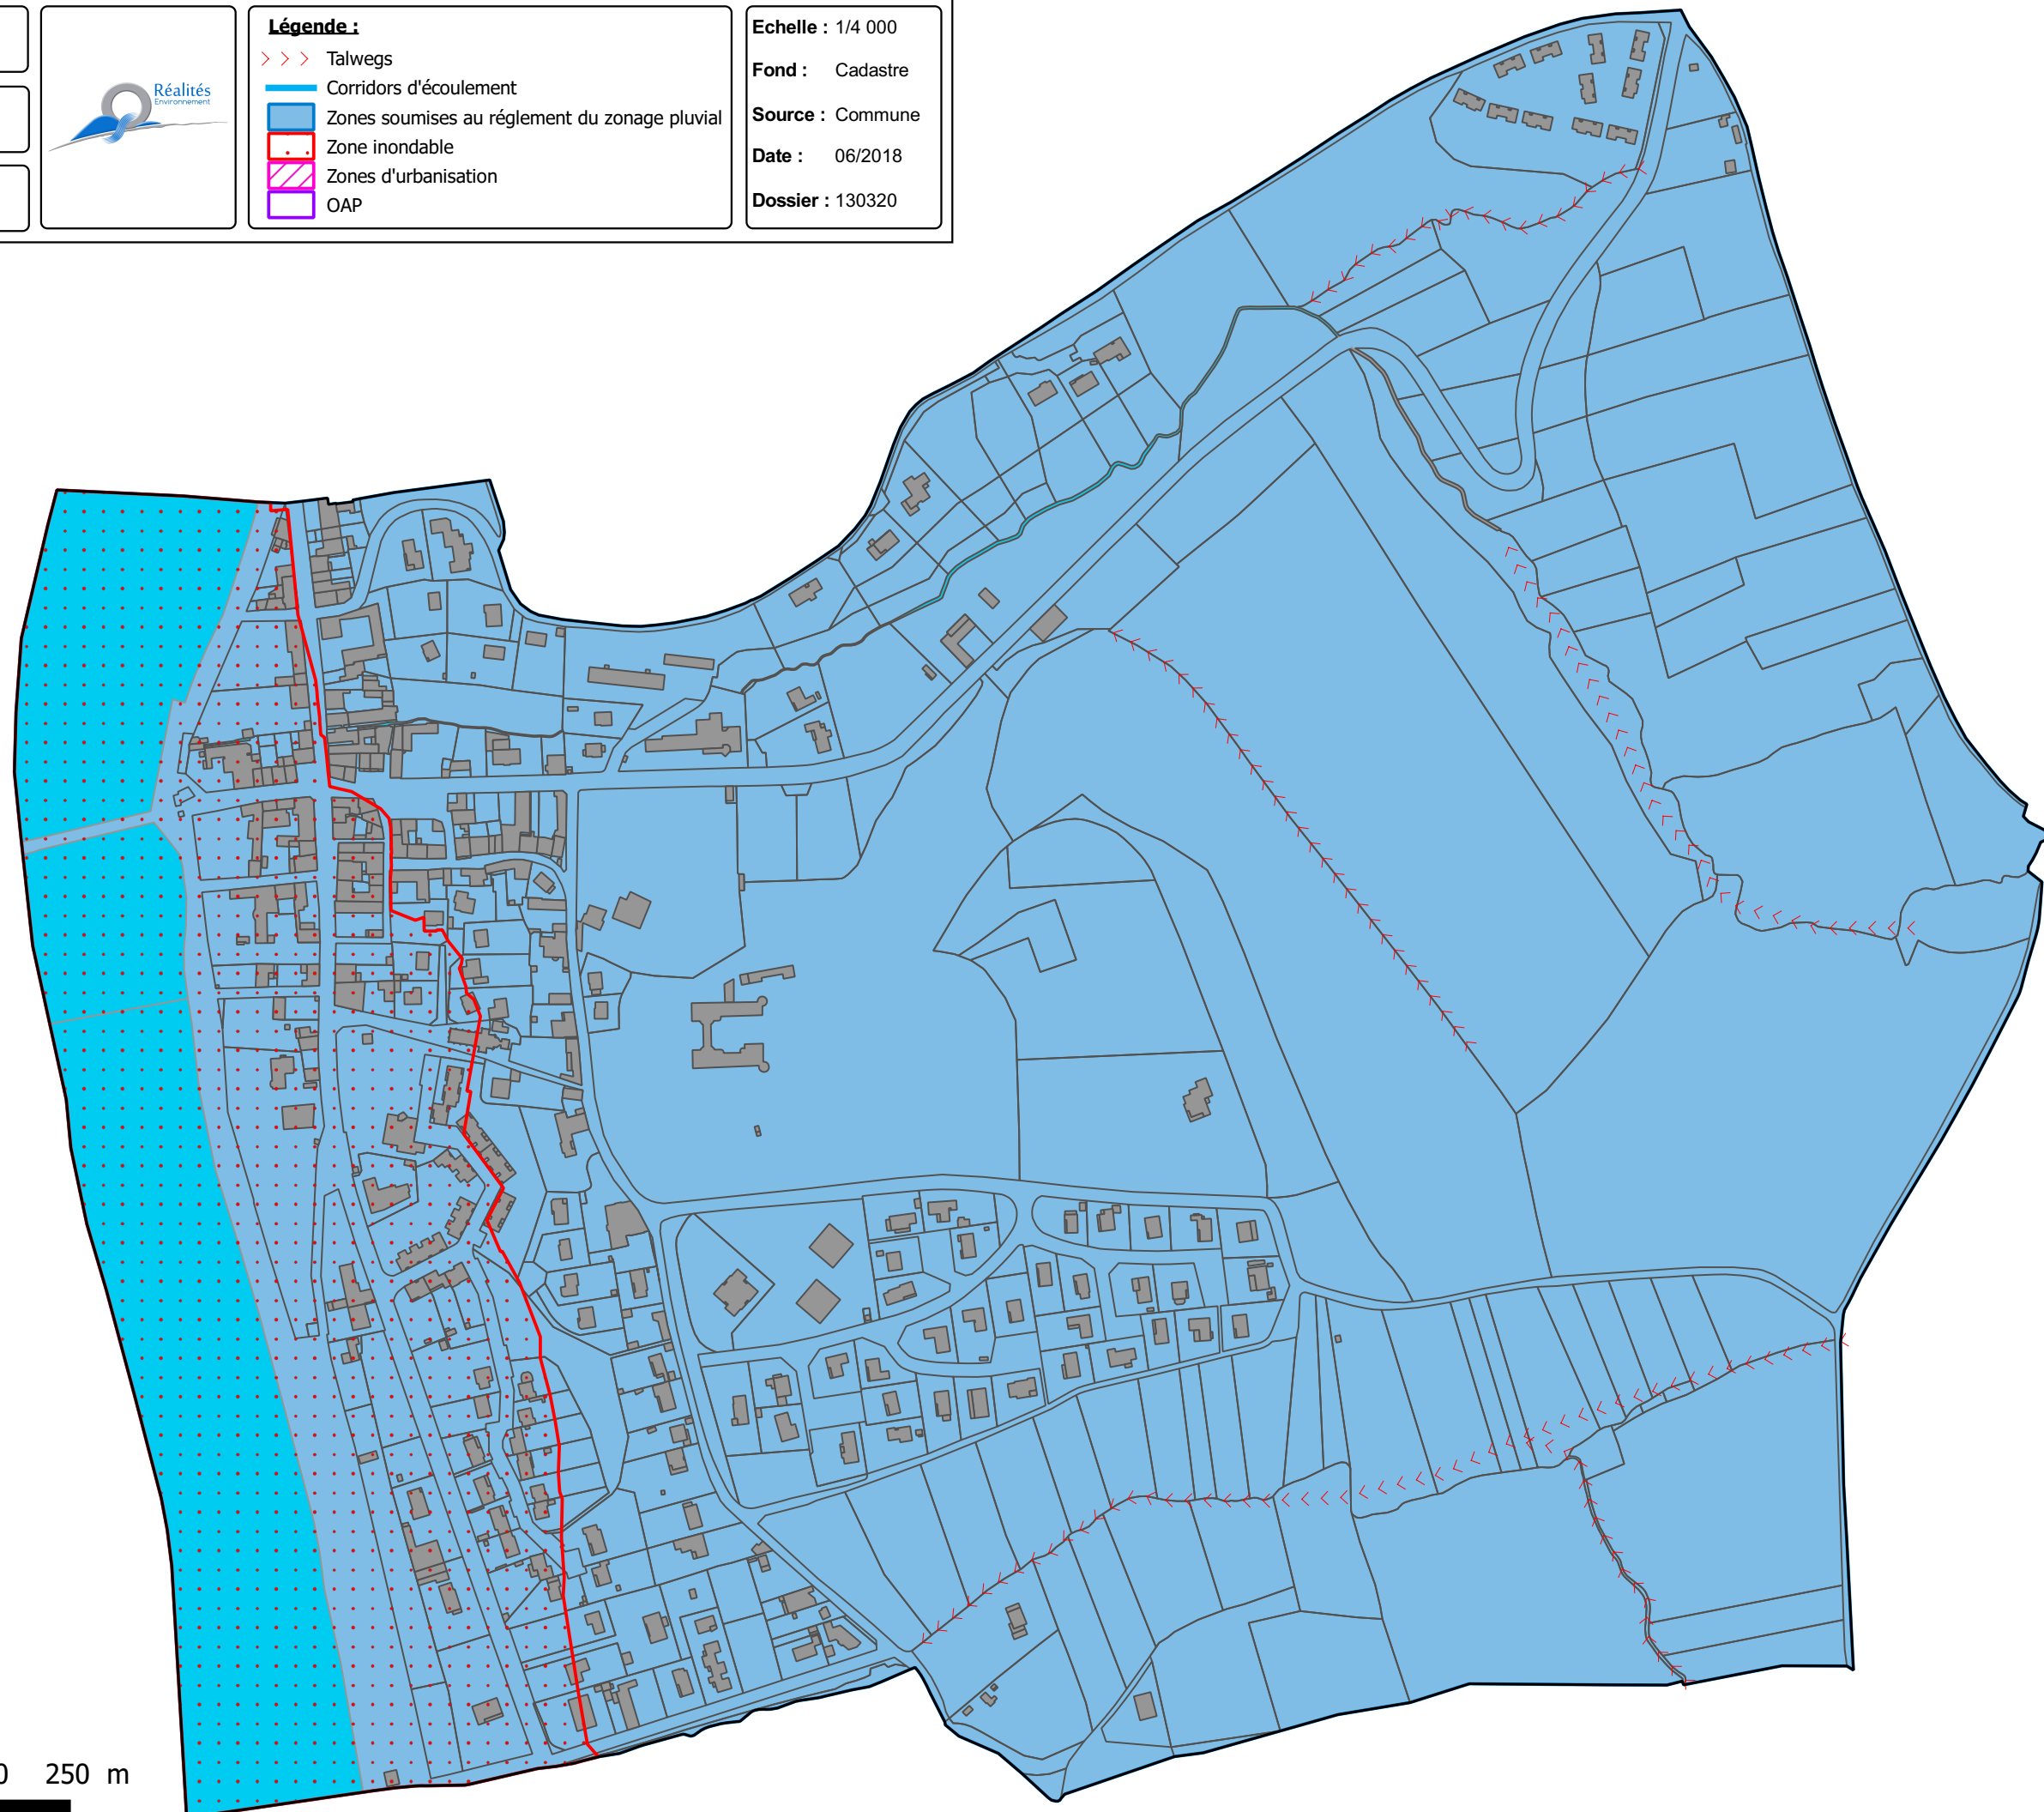 Réalités
Environnement
Légende :
Talwegs
Corridors d'écoulement
Zones soumises au réglement du zonage pluvial
Zone inondable
Zones d'urbanisation
OAP
Echelle : 1/4 000
Fond : Cadastre
Source : Commune
Date : 06/2018
Dossier : 130320
250 m